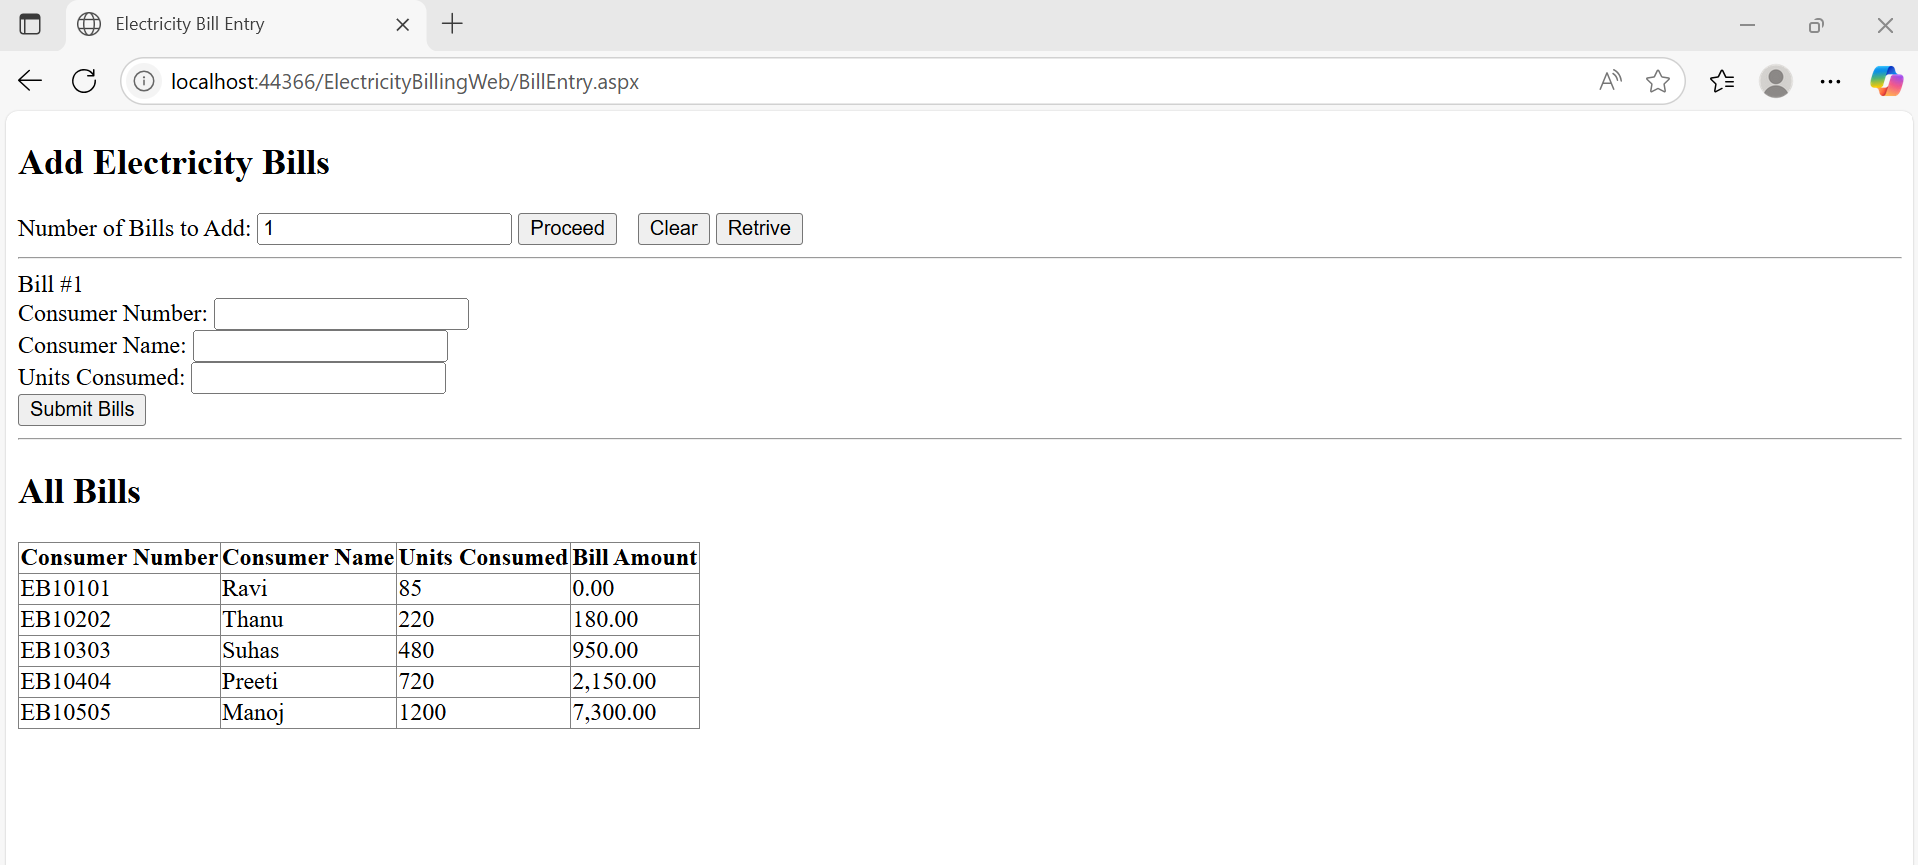 Electricity Bill Entry
localhost:44366/ElectricityBillingWeb/BillEntry.aspx
Add Electricity Bills
Number of Bills to Add: 1 Proceed Clear Retrive
Bill #1
Consumer Number:
Consumer Name:
Units Consumed:
Submit Bills
All Bills
Consumer Number Consumer Name Units Consumed Bill Amount
EB10101 Ravi 85 0.00
EB10202 Thanu 220 180.00
EB10303 Suhas 480 950.00
EB10404 Preeti 720 2,150.00
EB10505 Manoj 1200 7,300.00